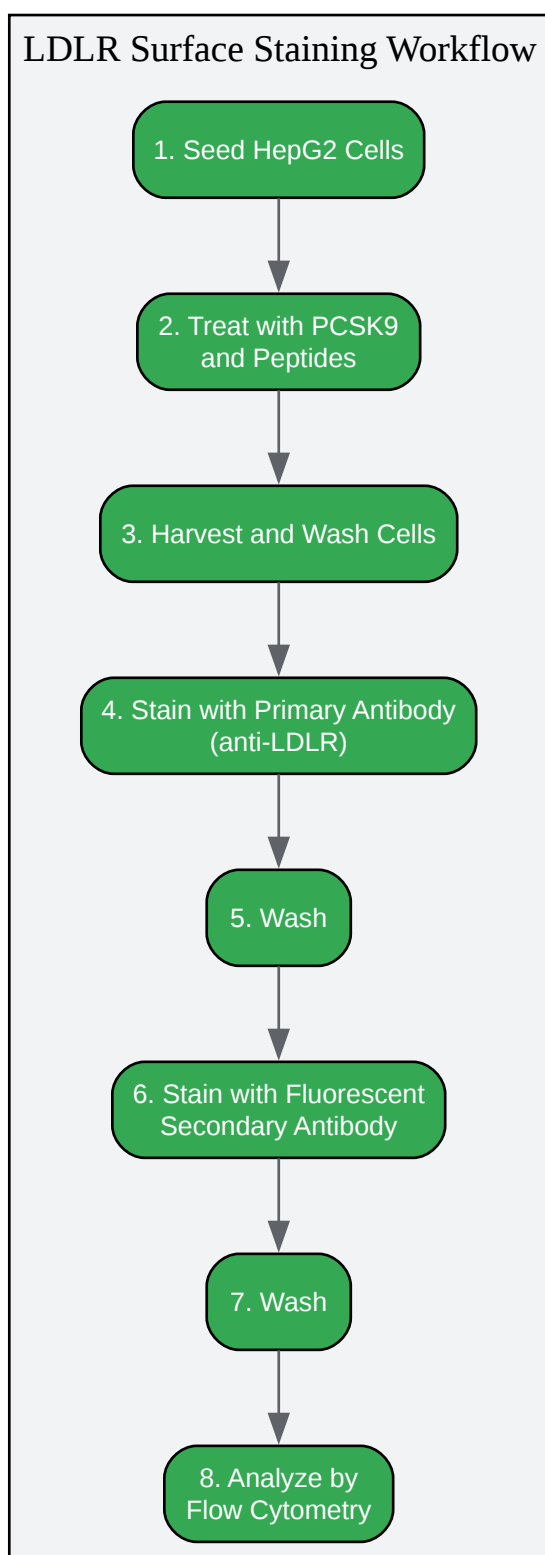 LDLR Surface Staining Workflow
1. Seed HepG2 Cells
2. Treat with PCSK9
and Peptides
3. Harvest and Wash Cells
4. Stain with Primary Antibody
(anti-LDLR)
5. Wash
6. Stain with Fluorescent
Secondary Antibody
7. Wash
8. Analyze by
Flow Cytometry